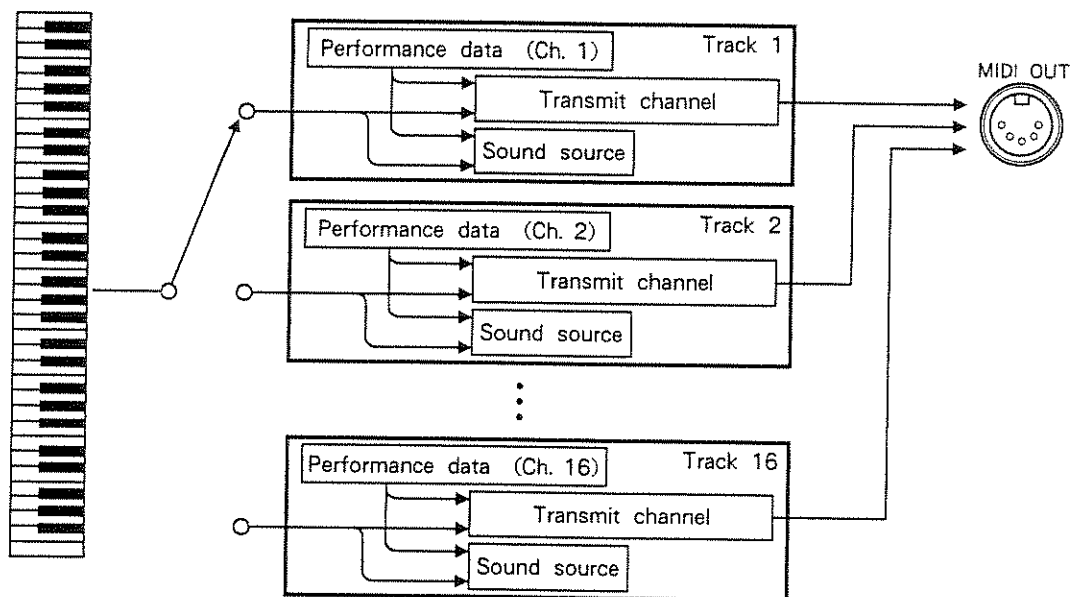 Performance data (Ch. 1)
Track 1
Transmit channel
Sound source
MIDI OUT
Performance data (Ch. 2)
Track 2
Transmit channel
Sound source
Performance data (Ch. 16)
Track 16
Transmit channel
Sound source